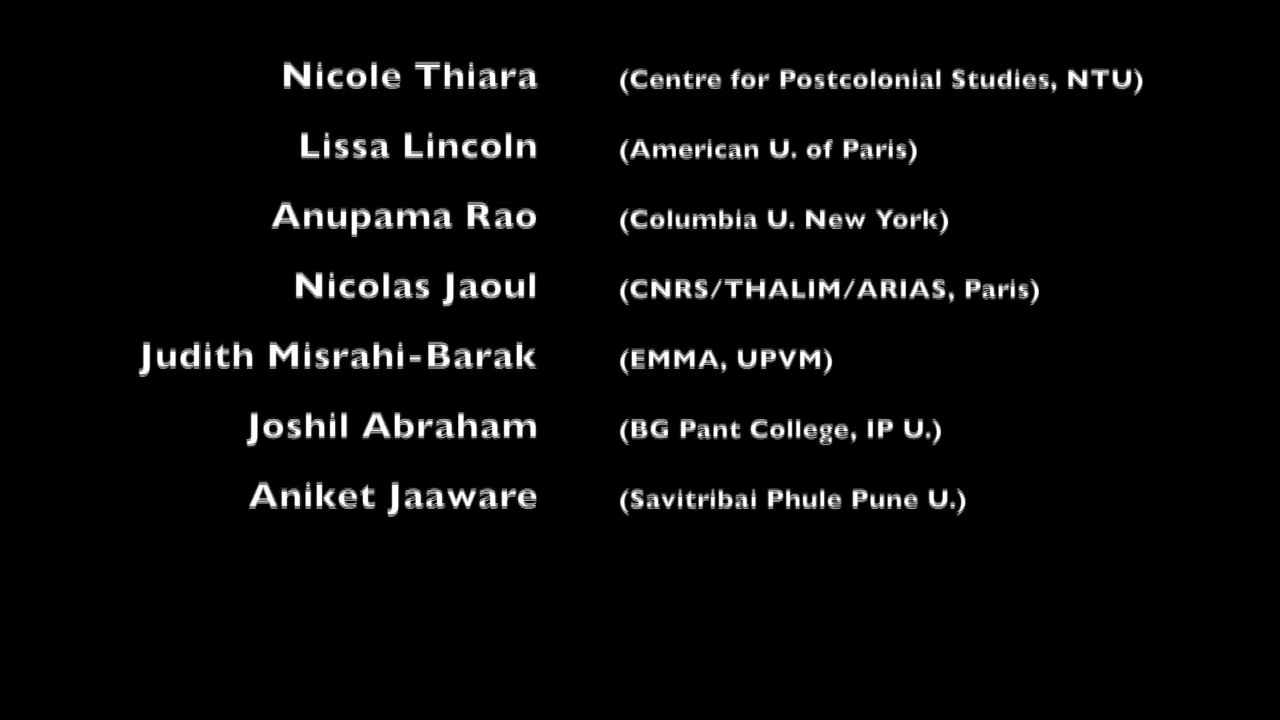 Nicole Thiara (Centre for Postcolonial Studies, NTU)
Lissa Lincoln (American U. of Paris)
Anupama Rao (Columbia U. New York)
Nicolas Jaoul (CNRS/THALIM/ARIAS, Paris)
Judith Misrahi-Barak (EMMA, UPVM)
Joshil Abraham (BG Pant College, IP U.)
Aniket Jaaware (Savitribai Phule Pune U.)